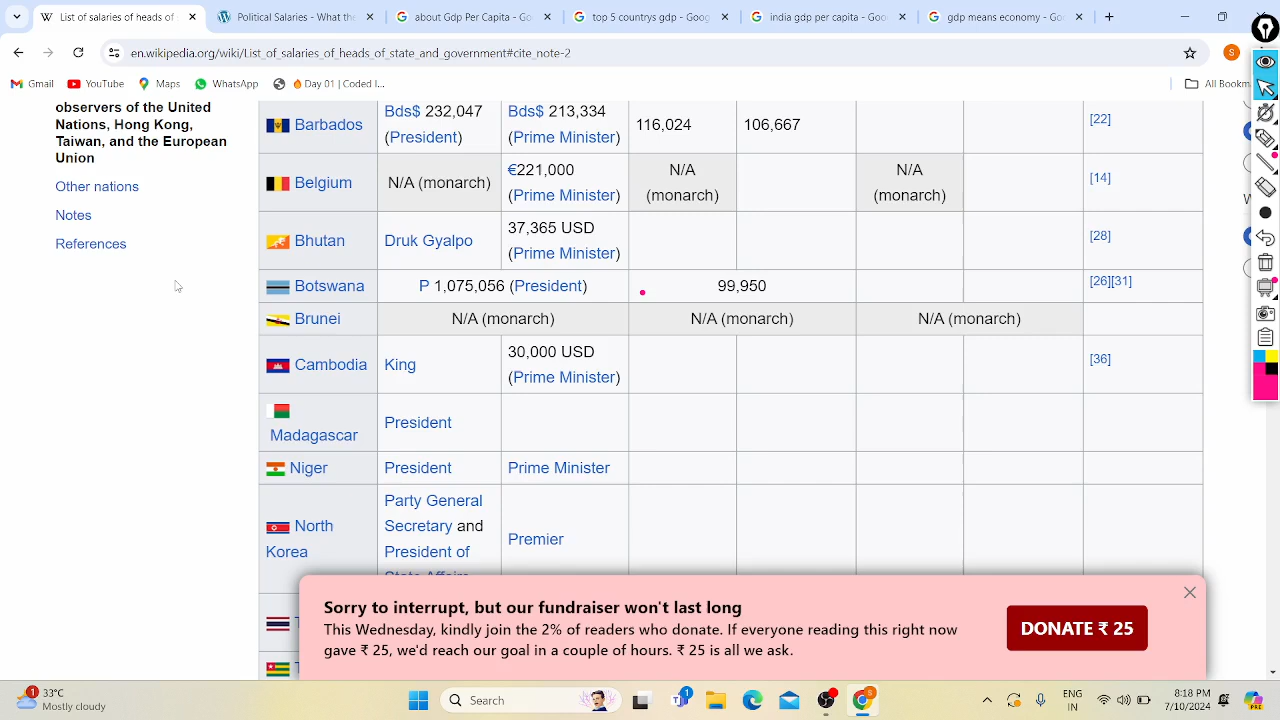 List of salaries of heads of st
Political Salaries - What the
about GDP Per Capita - Go
top 5 countrys gdp - Goo
india gdp per capita - Goo
gdp means economy - Go
en.wikipedia.org/wiki/List_of_salaries_of_heads_of_state_and_government#cite_note-2
S
Gmail
YouTube
Maps
WhatsApp
Day 01 | Coded I...
All Bookm
observers of the United
Nations, Hong Kong,
Taiwan, and the European
Union
Other nations
Notes
References
Barbados Bds$ 232,047 (President) Bds$ 213,334 (Prime Minister) 116,024 106,667 [22]
Belgium N/A (monarch) €221,000 (Prime Minister) N/A (monarch) N/A (monarch) [14]
Bhutan Druk Gyalpo 37,365 USD (Prime Minister) [28]
Botswana P 1,075,056 (President) 99,950 [26][31]
Brunei N/A (monarch) N/A (monarch) N/A (monarch)
Cambodia King 30,000 USD (Prime Minister) [36]
Madagascar President
Niger President Prime Minister
North Korea Party General Secretary and President of Premier
Sorry to interrupt, but our fundraiser won't last long
This Wednesday, kindly join the 2% of readers who donate. If everyone reading this right now
gave ₹ 25, we'd reach our goal in a couple of hours. ₹ 25 is all we ask.
DONATE ₹ 25
1
33°C
Mostly cloudy
Search
1
S
ENG
IN
8:18 PM
7/10/2024
PRE